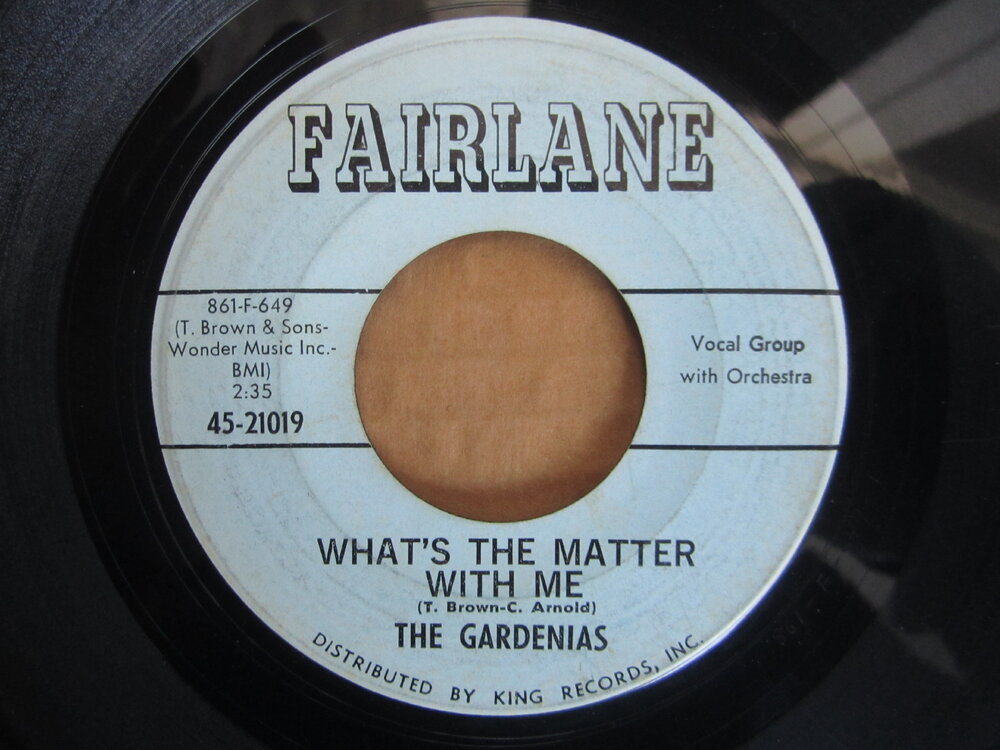 FAIRLANE
861-F-649
(T. Brown & Sons-
Wonder Music Inc.-
BMI)
2:35
45-21019
Vocal Group
with Orchestra
WHAT'S THE MATTER
WITH ME
(T. Brown-C. Arnold)
THE GARDENIAS
DISTRIBUTED BY KING RECORDS, INC.